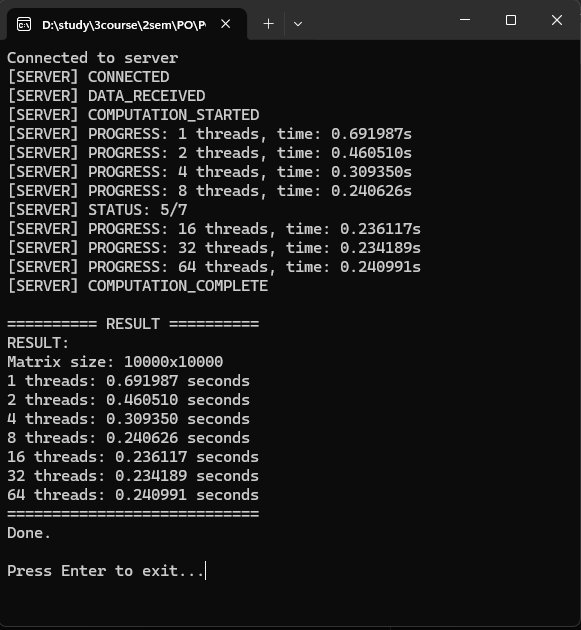 D:\study\3course\2sem\PO\P
Connected to server
[SERVER] CONNECTED
[SERVER] DATA_RECEIVED
[SERVER] COMPUTATION_STARTED
[SERVER] PROGRESS: 1 threads, time: 0.691987s
[SERVER] PROGRESS: 2 threads, time: 0.460510s
[SERVER] PROGRESS: 4 threads, time: 0.309350s
[SERVER] PROGRESS: 8 threads, time: 0.240626s
[SERVER] STATUS: 5/7
[SERVER] PROGRESS: 16 threads, time: 0.236117s
[SERVER] PROGRESS: 32 threads, time: 0.234189s
[SERVER] PROGRESS: 64 threads, time: 0.240991s
[SERVER] COMPUTATION_COMPLETE
========== RESULT ==========
RESULT:
Matrix size: 10000x10000
1 threads: 0.691987 seconds
2 threads: 0.460510 seconds
4 threads: 0.309350 seconds
8 threads: 0.240626 seconds
16 threads: 0.236117 seconds
32 threads: 0.234189 seconds
64 threads: 0.240991 seconds
============================
Done.
Press Enter to exit...